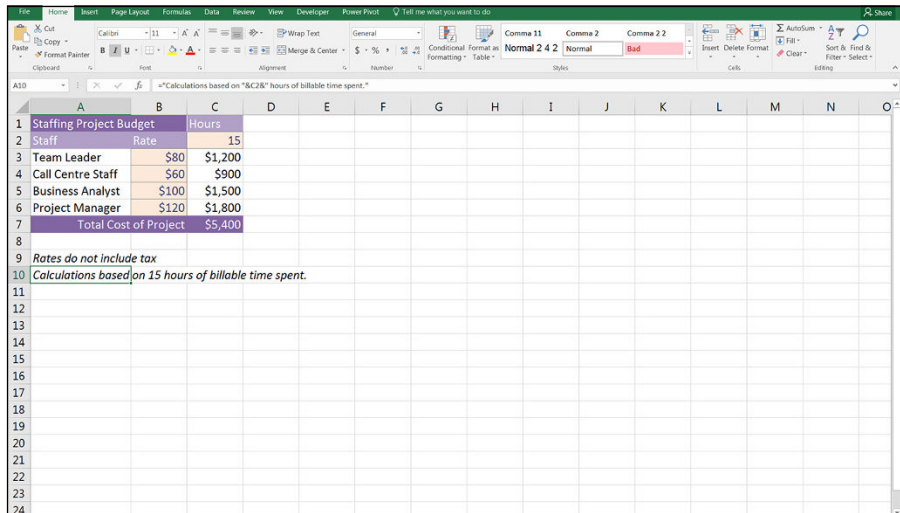 File Home Insert Page Layout Formulas Data Review View Developer Power Pivot Tell me what you want to do Share
Cut Calibri 11 A A Wrap Text General Comma 11 Comma 2 Comma 2 2 AutoSum
Copy Fill
Paste Format Painter B I U A Merge & Center $ % Conditional Formatting Format as Table Normal 2 4 2 Normal Bad Insert Delete Format Clear Sort & Filter Find & Select
Clipboard Font Alignment Number Styles Cells Editing
A10 fx ="Calculations based on "&C2&" hours of billable time spent."
A B C D E F G H I J K L M N O
1 Staffing Project Budget Hours
2 Staff Rate 15
3 Team Leader $80 $1,200
4 Call Centre Staff $60 $900
5 Business Analyst $100 $1,500
6 Project Manager $120 $1,800
7 Total Cost of Project $5,400
8
9 Rates do not include tax
10 Calculations based on 15 hours of billable time spent.
11
12
13
14
15
16
17
18
19
20
21
22
23
24